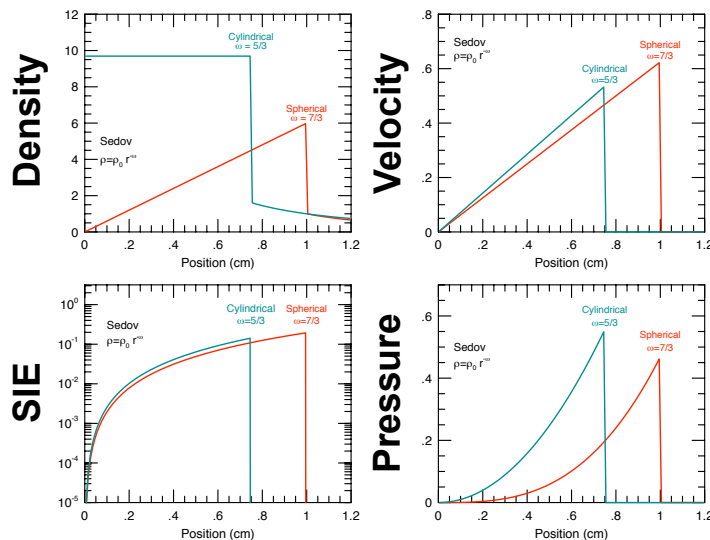 Density
12
10
8
6
4
2
0
Cylindrical
ω = 5/3
Spherical
ω = 7/3
Sedov
ρ=ρ₀ r⁻ω
0 .2 .4 .6 .8 1 1.2
Position (cm)
Velocity
.8
.6
.4
.2
0
Sedov
ρ=ρ₀ r⁻ω
Cylindrical
ω=5/3
Spherical
ω=7/3
0 .2 .4 .6 .8 1 1.2
Position (cm)
SIE
10⁰
10⁻¹
10⁻²
10⁻³
10⁻⁴
10⁻⁵
Sedov
ρ=ρ₀ r⁻ω
Cylindrical
ω=5/3
Spherical
ω=7/3
0 .2 .4 .6 .8 1 1.2
Position (cm)
Pressure
.6
.4
.2
0
Cylindrical
ω=5/3
Spherical
ω=7/3
Sedov
ρ=ρ₀ r⁻ω
0 .2 .4 .6 .8 1 1.2
Position (cm)